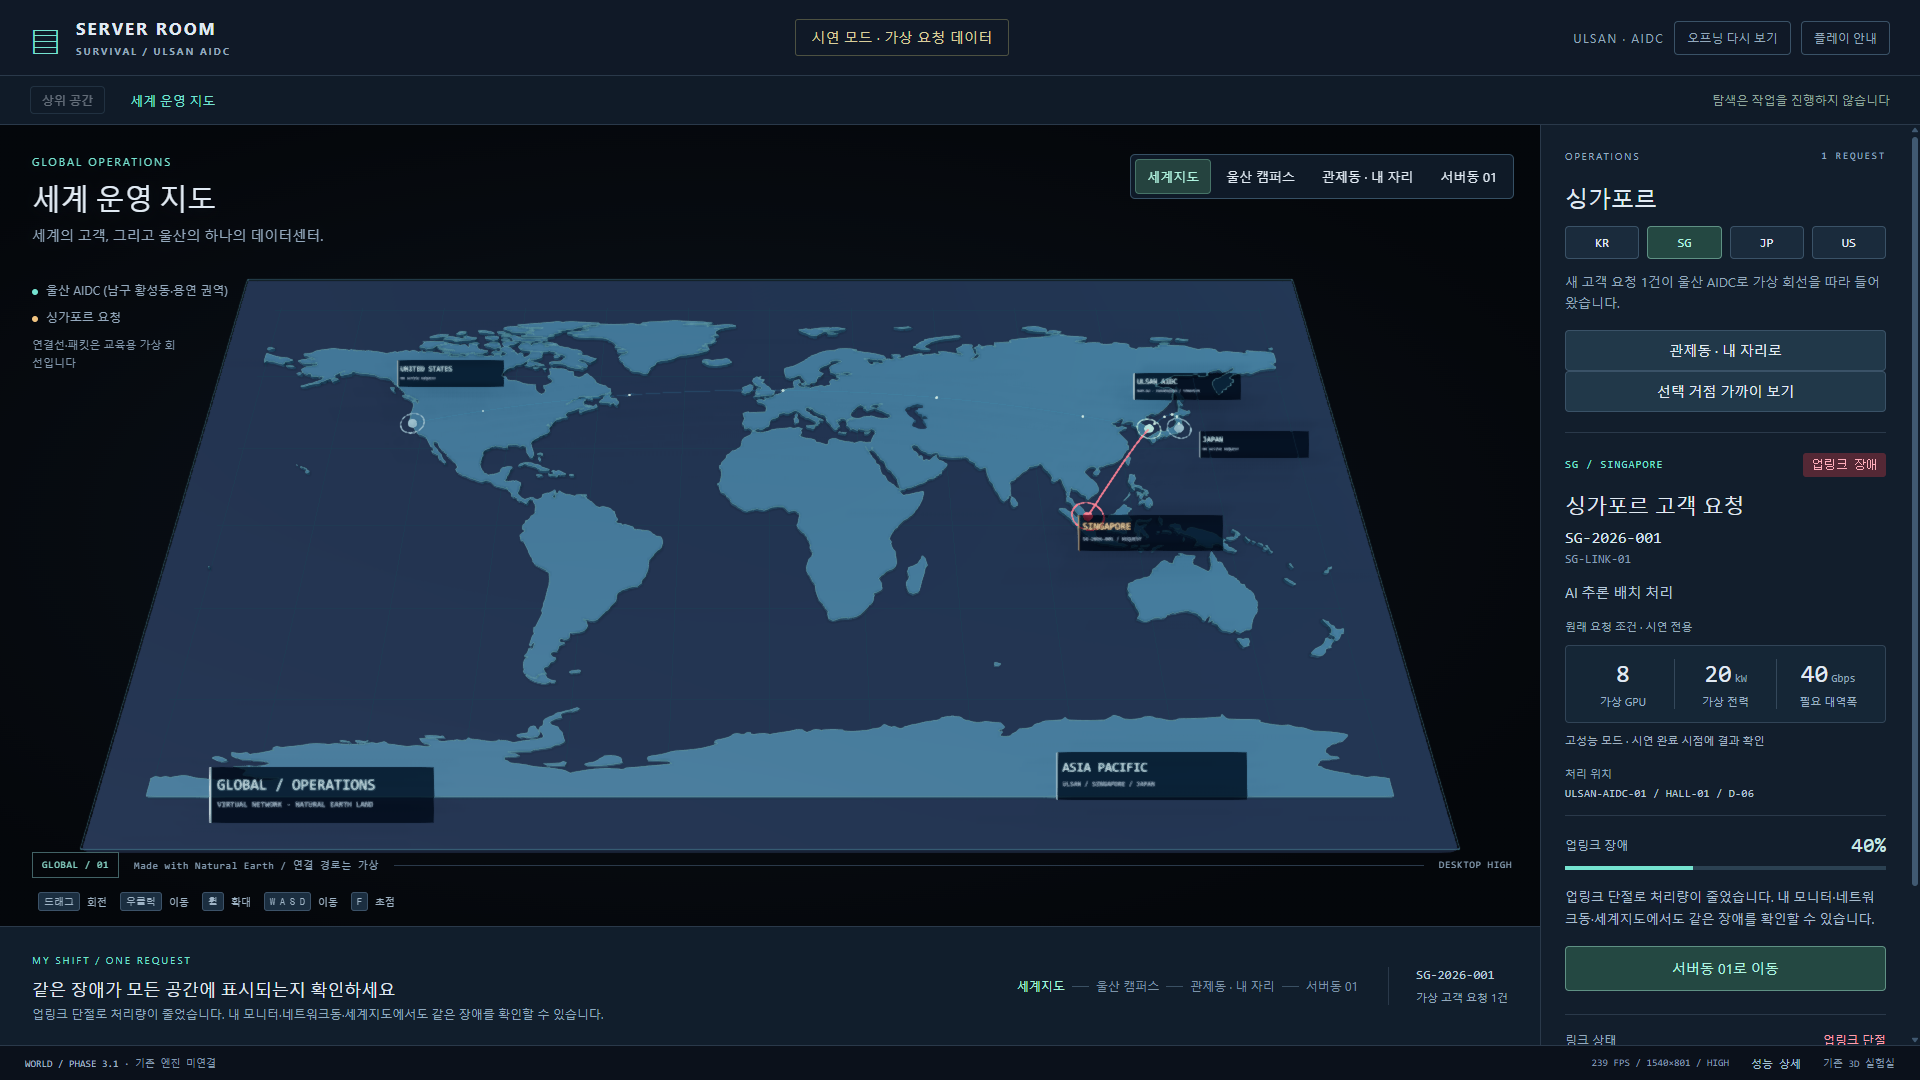 SERVER ROOM
SURVIVAL / ULSAN AIDC
시연 모드 · 가상 요청 데이터
ULSAN · AIDC
오프닝 다시 보기
플레이 안내
상위 공간
세계 운영 지도
탐색은 작업을 진행하지 않습니다
GLOBAL OPERATIONS
세계 운영 지도
세계의 고객, 그리고 울산의 하나의 데이터센터.
세계지도
울산 캠퍼스
관제동 · 내 자리
서버동 01
울산 AIDC (남구 황성동·용연 권역)
싱가포르 요청
연결선·패킷은 교육용 가상 회
선입니다
UNITED STATES
ULSAN AIDC
JAPAN
SINGAPORE
SG-2026-001 / REQUEST
GLOBAL / OPERATIONS
VIRTUAL NETWORK - NATURAL EARTH LAND
ASIA PACIFIC
ULSAN / SINGAPORE / JAPAN
GLOBAL / 01
Made with Natural Earth / 연결 경로는 가상
DESKTOP HIGH
드래그 회전
우클릭 이동
휠 확대
W A S D 이동
F 초점
MY SHIFT / ONE REQUEST
같은 장애가 모든 공간에 표시되는지 확인하세요
업링크 단절로 처리량이 줄었습니다. 내 모니터·네트워크동·세계지도에서도 같은 장애를 확인할 수 있습니다.
세계지도 — 울산 캠퍼스 — 관제동 · 내 자리 — 서버동 01
SG-2026-001
가상 고객 요청 1건
OPERATIONS
1 REQUEST
싱가포르
KR
SG
JP
US
새 고객 요청 1건이 울산 AIDC로 가상 회선을 따라 들어
왔습니다.
관제동 · 내 자리로
선택 거점 가까이 보기
SG / SINGAPORE
업링크 장애
싱가포르 고객 요청
SG-2026-001
SG-LINK-01
AI 추론 배치 처리
원래 요청 조건 · 시연 전용
8
가상 GPU
20 kW
가상 전력
40 Gbps
필요 대역폭
고성능 모드 · 시연 완료 시점에 결과 확인
처리 위치
ULSAN-AIDC-01 / HALL-01 / D-06
업링크 장애
40%
업링크 단절로 처리량이 줄었습니다. 내 모니터·네트워
크동·세계지도에서도 같은 장애를 확인할 수 있습니다.
서버동 01로 이동
링크 상태
업링크 단절
WORLD / PHASE 3.1 · 기존 엔진 미연결
239 FPS / 1540×801 / HIGH
성능 상세
기존 3D 실험실